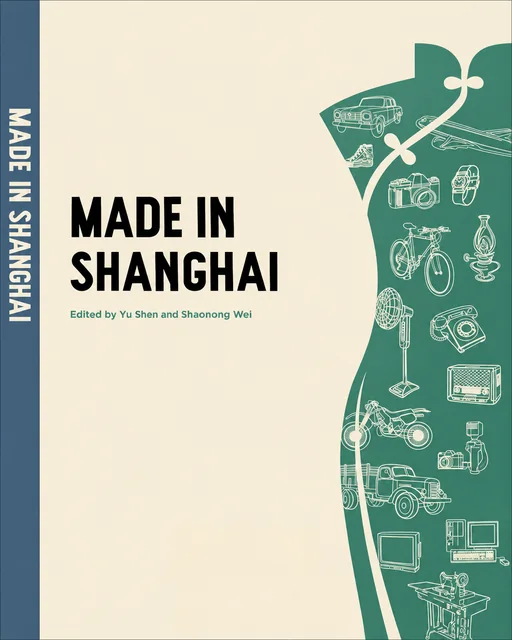 MADE IN SHANGHAI
MADE IN
SHANGHAI
Edited by Yu Shen and Shaonong Wei